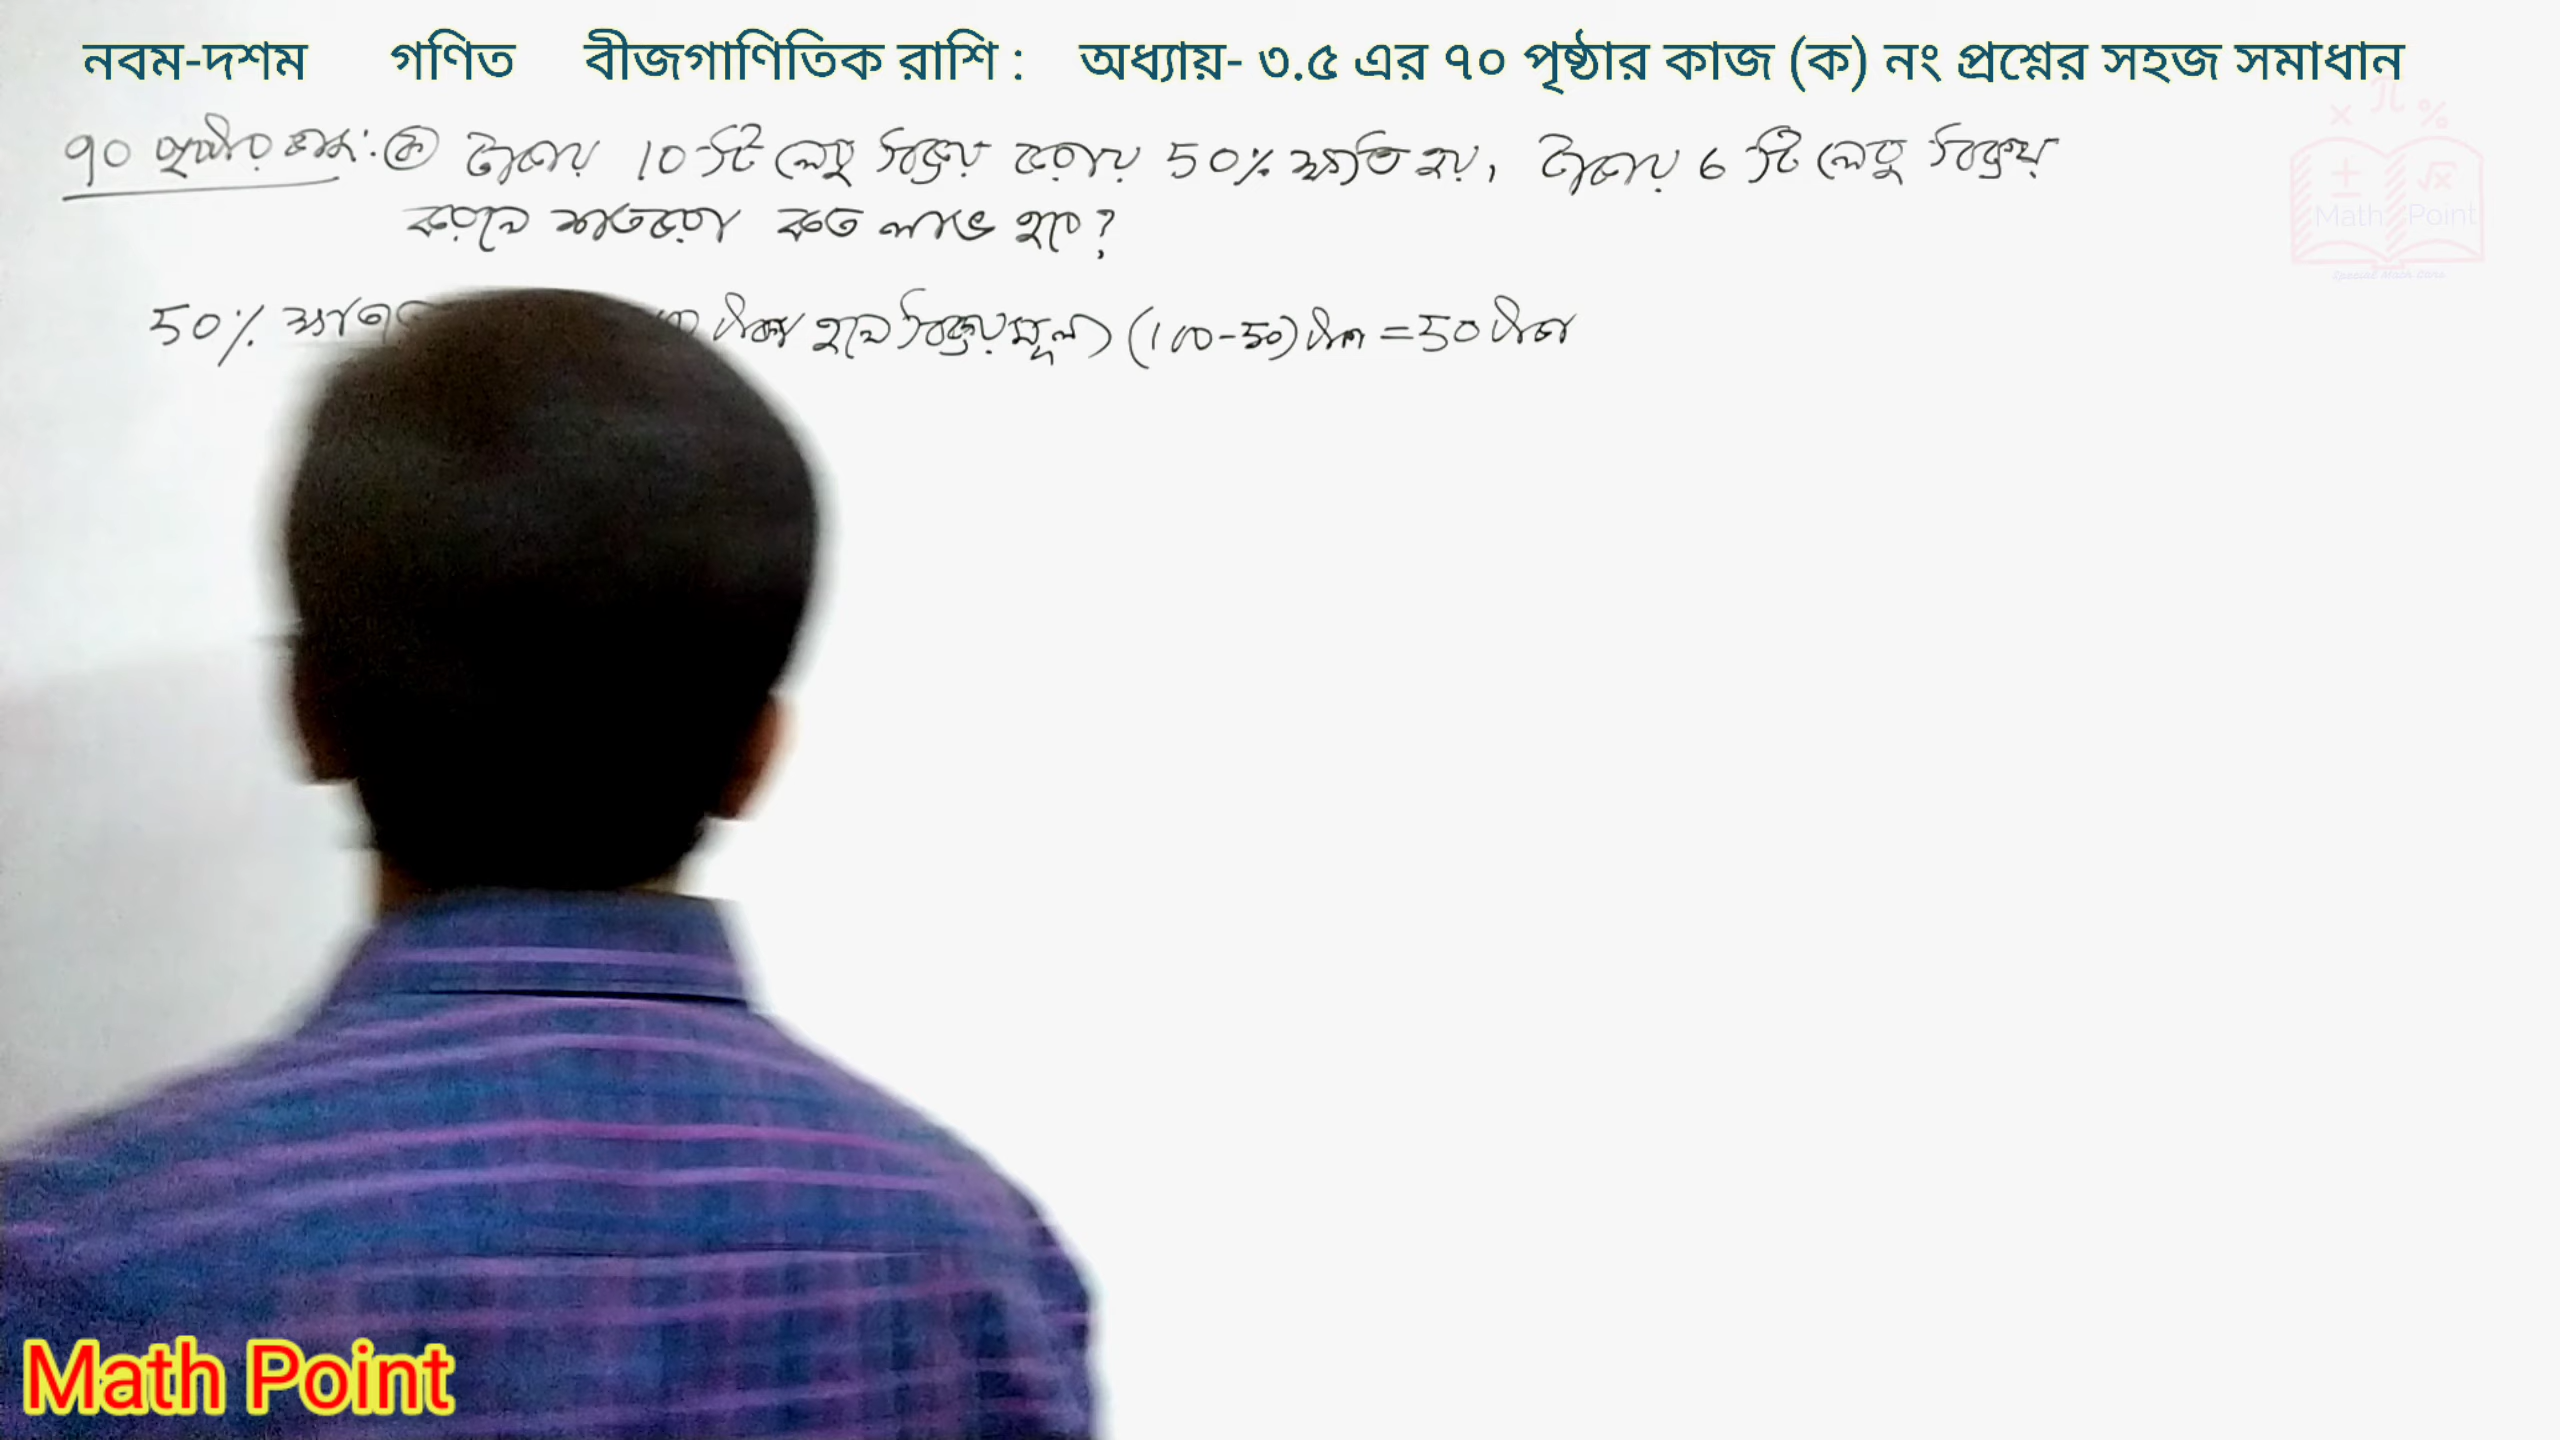 নবম-দশম গণিত বীজগাণিতিক রাশি : অধ্যায়- ৩.৫ এর ৭০ পৃষ্ঠার কাজ (ক) নং প্রশ্নের সহজ সমাধান
৭০ পৃষ্ঠার কাজ: (ক) টাকায় 10 টি লেবু বিক্রয় করায় 50% ক্ষতি হয়, টাকায় 6 টি লেবু বিক্রয়
করলে শতকরা কত লাভ হবে?
50% টাকা হলে বিক্রয়মূল্য (100-50) টাকা = 50 টাকা
× π %
± √x
Math Point
Math Point